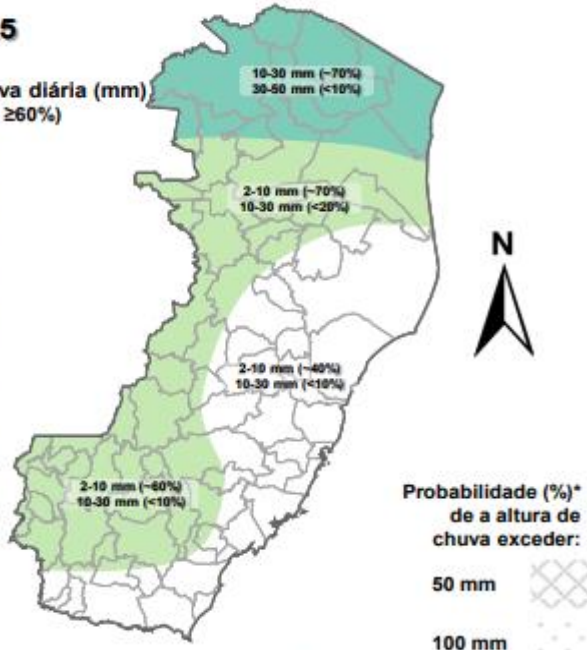 5
va diária (mm)
≥60%)
10-30 mm (~70%)
30-50 mm (<10%)
2-10 mm (~70%)
10-30 mm (<20%)
N
2-10 mm (~40%)
10-30 mm (<10%)
2-10 mm (~60%)
10-30 mm (<10%)
Probabilidade (%)*
de a altura de
chuva exceder:
50 mm
100 mm